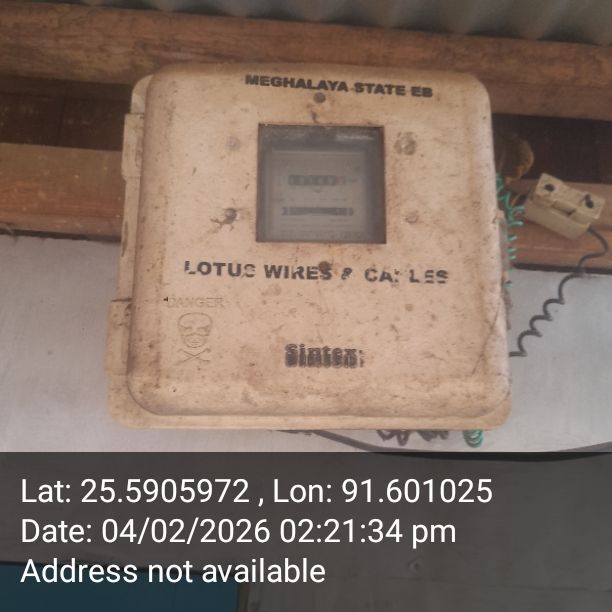 MEGHALAYA STATE EB
LOTUS WIRES & CABLES
DANGER
Sintex
Lat: 25.5905972 , Lon: 91.601025
Date: 04/02/2026 02:21:34 pm
Address not available